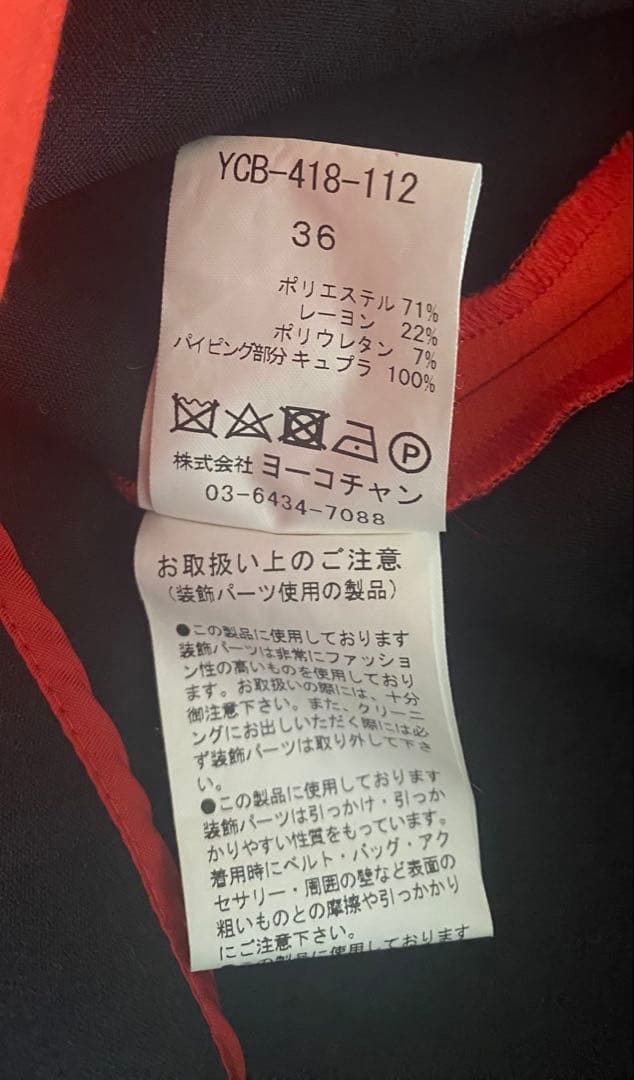 YCB-418-112
36
ポリエステル 71%
レーヨン 22%
ポリウレタン 7%
パイピング部分 キュプラ 100%
P
株式会社 ヨーコチャン
03-6434-7088
お取扱い上のご注意
(装飾パーツ使用の製品)
●この製品に使用しております
装飾パーツは非常にファッショ
ン性の高いものを使用しており
ます。お取扱いの際には、十分
御注意下さい。また、クリーニ
ングにお出しいただく際には必
ず装飾パーツは取り外して下さ
い。
●この製品に使用しております
装飾パーツは引っかけ・引っか
かりやすい性質をもっています。
着用時にベルト・バッグ・アク
セサリー・周囲の壁など表面の
粗いものとの摩擦や引っかかり
にご注意下さい。
●この製品に使用しております